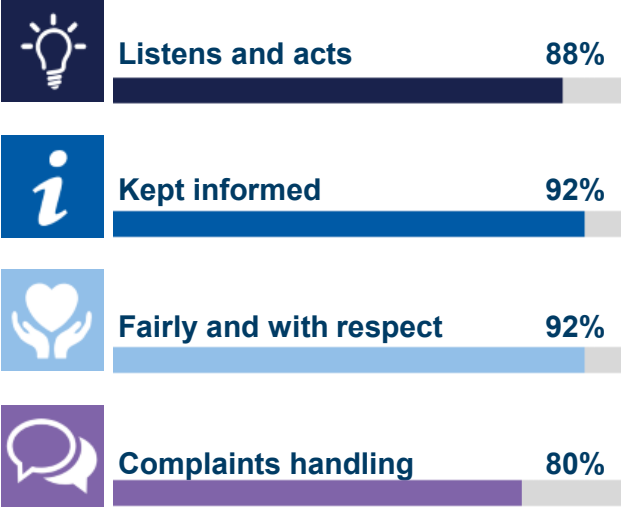 Listens and acts 88%
Kept informed 92%
Fairly and with respect 92%
Complaints handling 80%